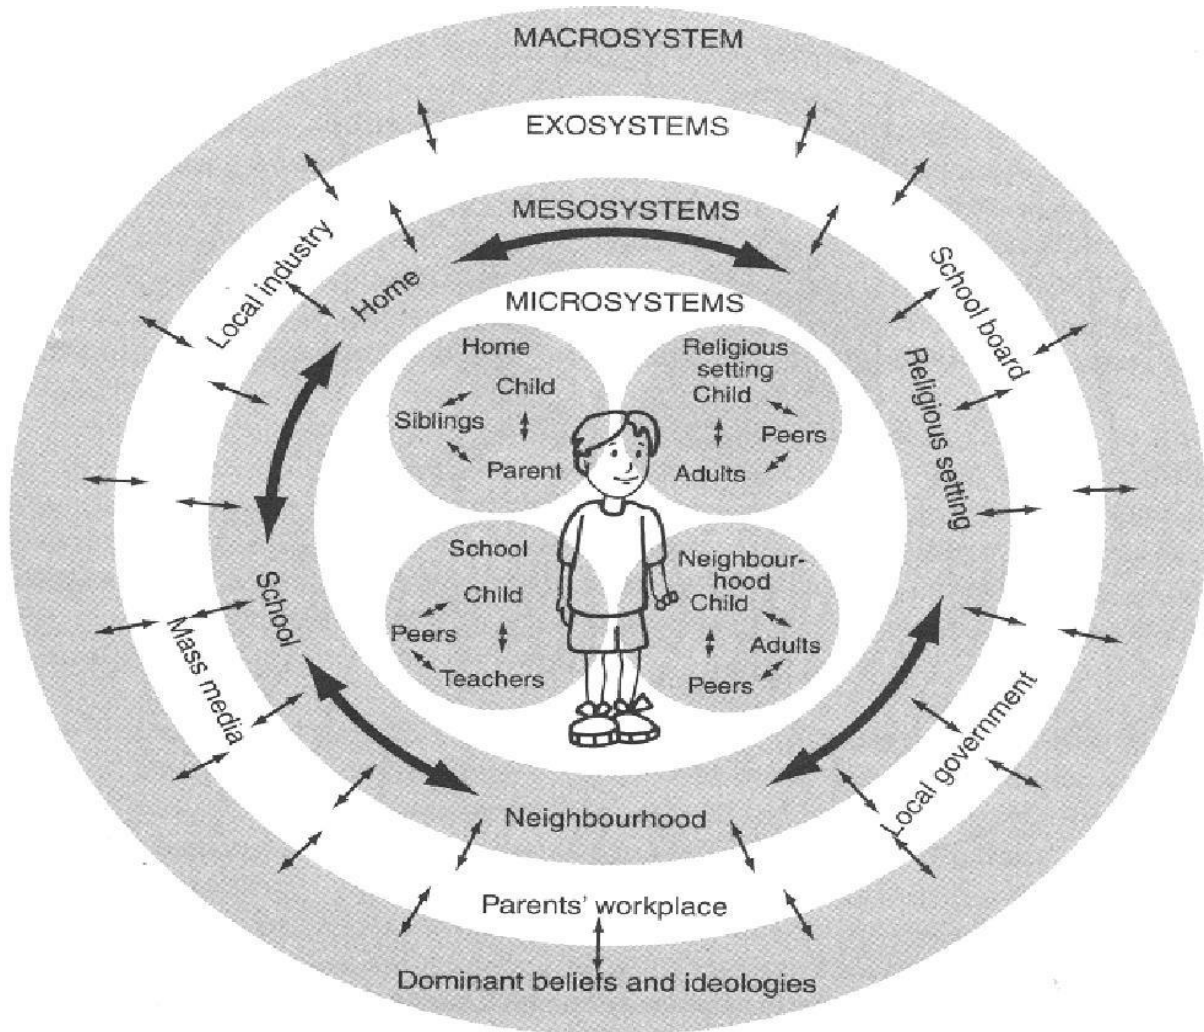 MACROSYSTEM
EXOSYSTEMS
MESOSYSTEMS
MICROSYSTEMS
Local industry
Home
School board
Religious setting
Home
Child
Siblings
Parent
Religious
setting
Child
Peers
Adults
School
Child
Peers
Teachers
Neighbour-
hood
Child
Adults
Peers
School
Mass media
Local government
Neighbourhood
Parents' workplace
Dominant beliefs and ideologies